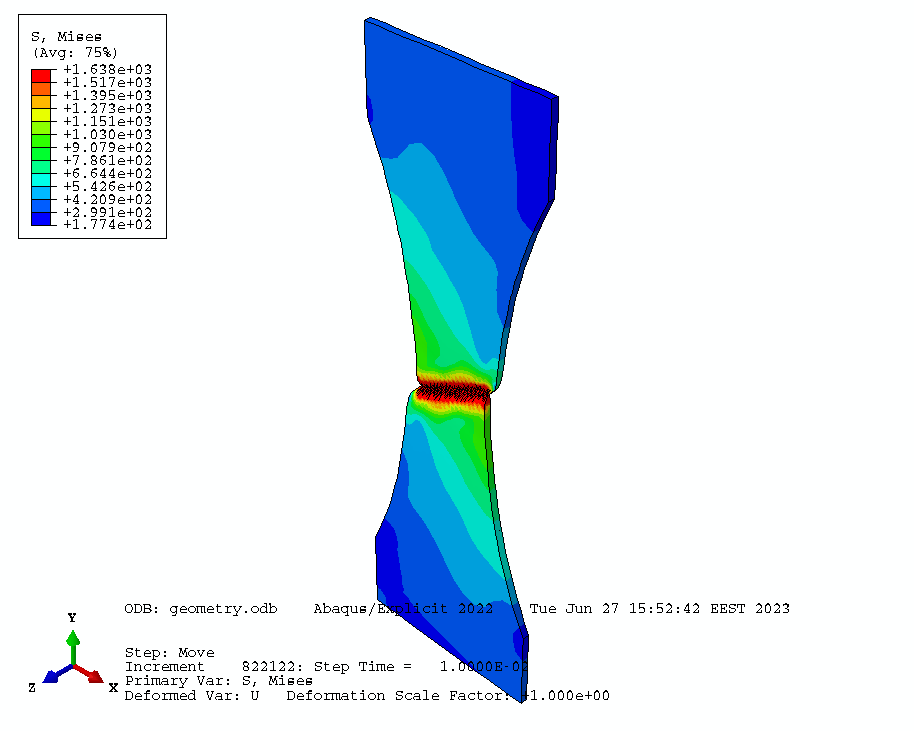 S, Mises
(Avg: 75%)
+1.638e+03
+1.517e+03
+1.395e+03
+1.273e+03
+1.151e+03
+1.030e+03
+9.079e+02
+7.861e+02
+6.644e+02
+5.426e+02
+4.209e+02
+2.991e+02
+1.774e+02
ODB: geometry.odb Abaqus/Explicit 2022 Tue Jun 27 15:52:42 EEST 2023
Y
Z
X
Step: Move
Increment 822122: Step Time = 1.0000E-02
Primary Var: S, Mises
Deformed Var: U Deformation Scale Factor: +1.000e+00